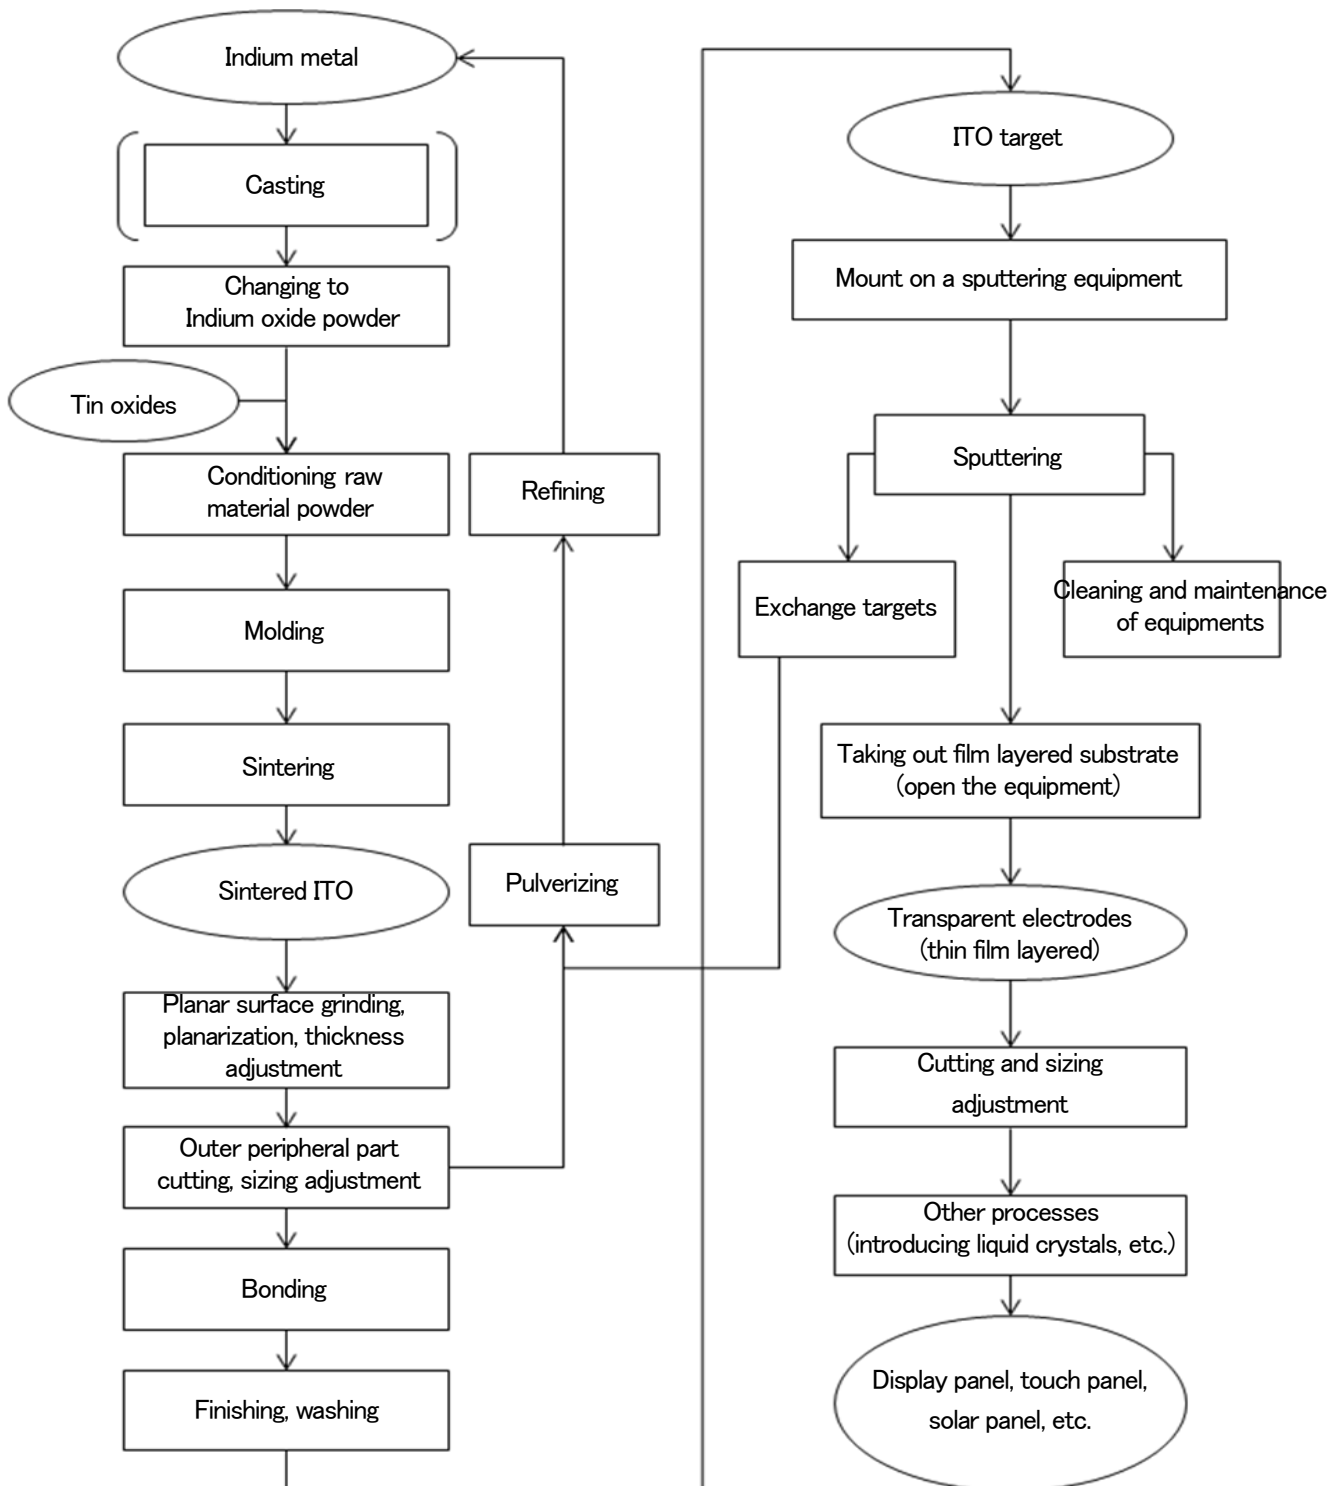 Indium metal
Casting
Changing to
Indium oxide powder
Tin oxides
Conditioning raw
material powder
Molding
Sintering
Sintered ITO
Planar surface grinding,
planarization, thickness
adjustment
Outer peripheral part
cutting, sizing adjustment
Bonding
Finishing, washing
Refining
Pulverizing
ITO target
Mount on a sputtering equipment
Sputtering
Exchange targets
Cleaning and maintenance
of equipments
Taking out film layered substrate
(open the equipment)
Transparent electrodes
(thin film layered)
Cutting and sizing
adjustment
Other processes
(introducing liquid crystals, etc.)
Display panel, touch panel,
solar panel, etc.